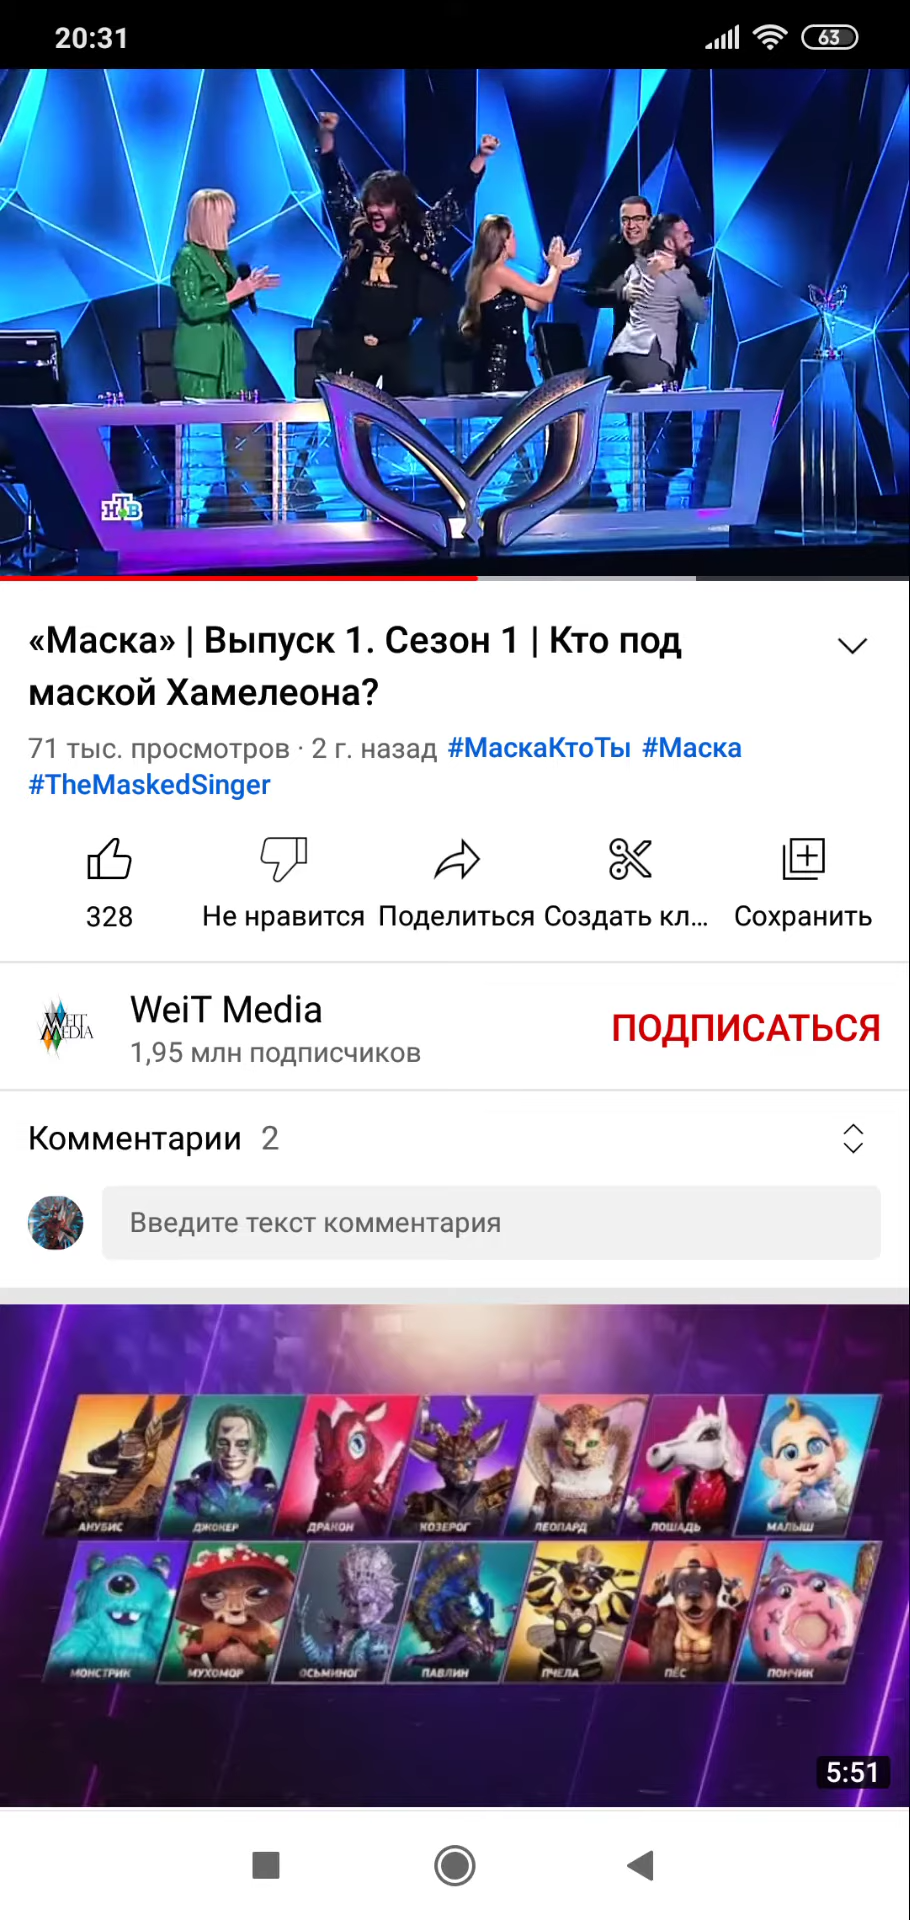 20:31
63
K
НТВ
«Маска» | Выпуск 1. Сезон 1 | Кто под
маской Хамелеона?
71 тыс. просмотров · 2 г. назад #МаскаКтоТы #Маска
#TheMaskedSinger
328 Не нравится Поделиться Создать кл... Сохранить
WEIT
MEDIA
WeiT Media
ПОДПИСАТЬСЯ
1,95 млн подписчиков
Комментарии 2
Введите текст комментария
АНУБИС ДЖОКЕР ДРАКОН КОЗЕРОГ ЛЕОПАРД ЛОШАДЬ МАЛЫШ
МОНСТРИК МУХОМОР ОСЬМИНОГ ПАВЛИН ПЧЕЛА ПЁС ПОНЧИК
5:51